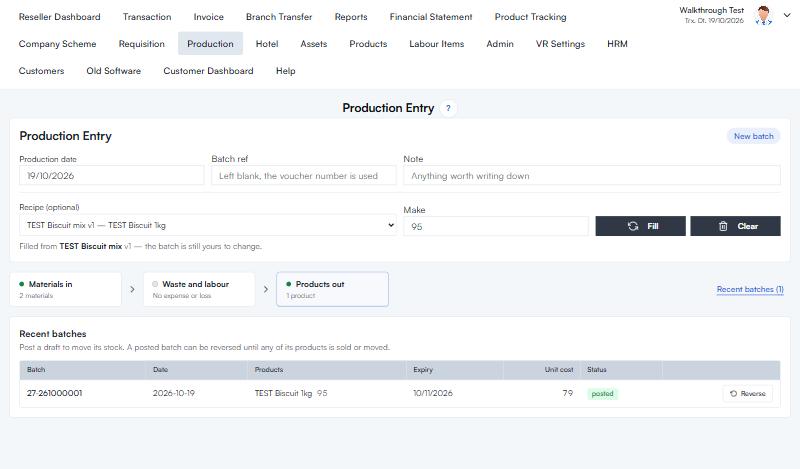 Reseller Dashboard Transaction Invoice Branch Transfer Reports Financial Statement Product Tracking
Walkthrough Test
Trx. Dt. 19/10/2026
Company Scheme Requisition Production Hotel Assets Products Labour Items Admin VR Settings HRM
Customers Old Software Customer Dashboard Help
Production Entry ?
Production Entry New batch
Production date Batch ref Note
19/10/2026 Left blank, the voucher number is used Anything worth writing down
Recipe (optional) Make
TEST Biscuit mix v1 — TEST Biscuit 1kg 95 Fill Clear
Filled from TEST Biscuit mix v1 — the batch is still yours to change.
Materials in Waste and labour Products out
2 materials No expense or loss 1 product
Recent batches (1)
Recent batches
Post a draft to move its stock. A posted batch can be reversed until any of its products is sold or moved.
Batch Date Products Expiry Unit cost Status
27-261000001 2026-10-19 TEST Biscuit 1kg 95 10/11/2026 79 posted Reverse